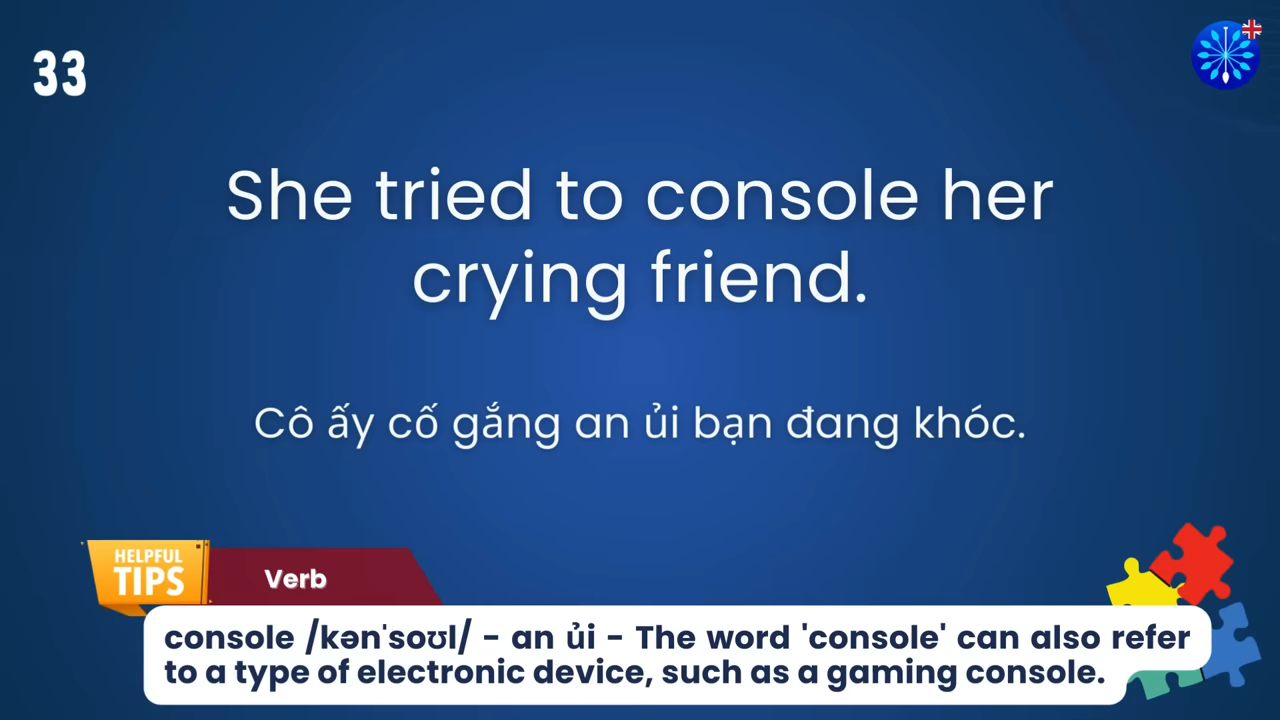 33
She tried to console her
crying friend.
Cô ấy cố gắng an ủi bạn đang khóc.
HELPFUL
TIPS
Verb
console /kənˈsoʊl/ - an ủi - The word 'console' can also refer
to a type of electronic device, such as a gaming console.